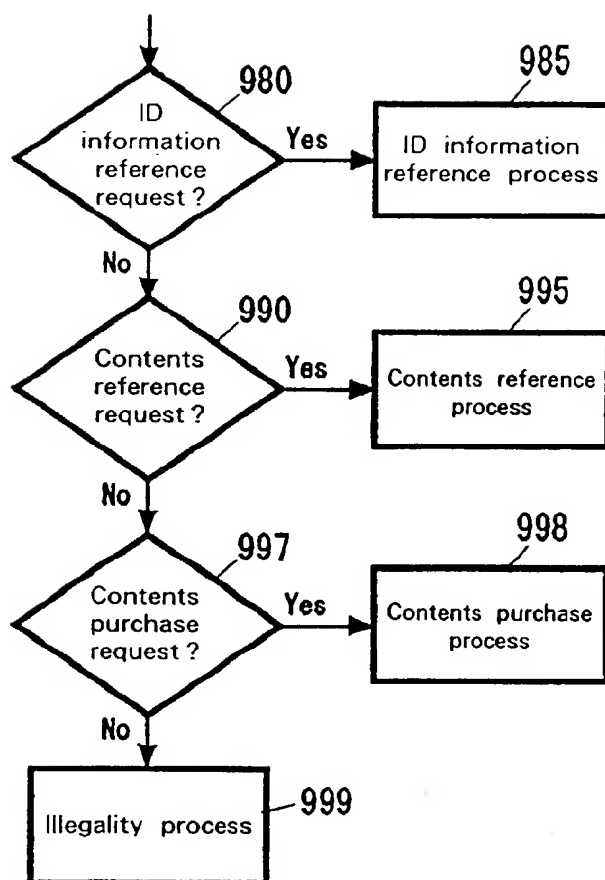 980
ID
information
reference
request ?
Yes
985
ID information
reference process
No
990
Contents
reference
request ?
Yes
995
Contents reference
process
No
997
Contents
purchase
request ?
Yes
998
Contents purchase
process
No
Illegality process
999